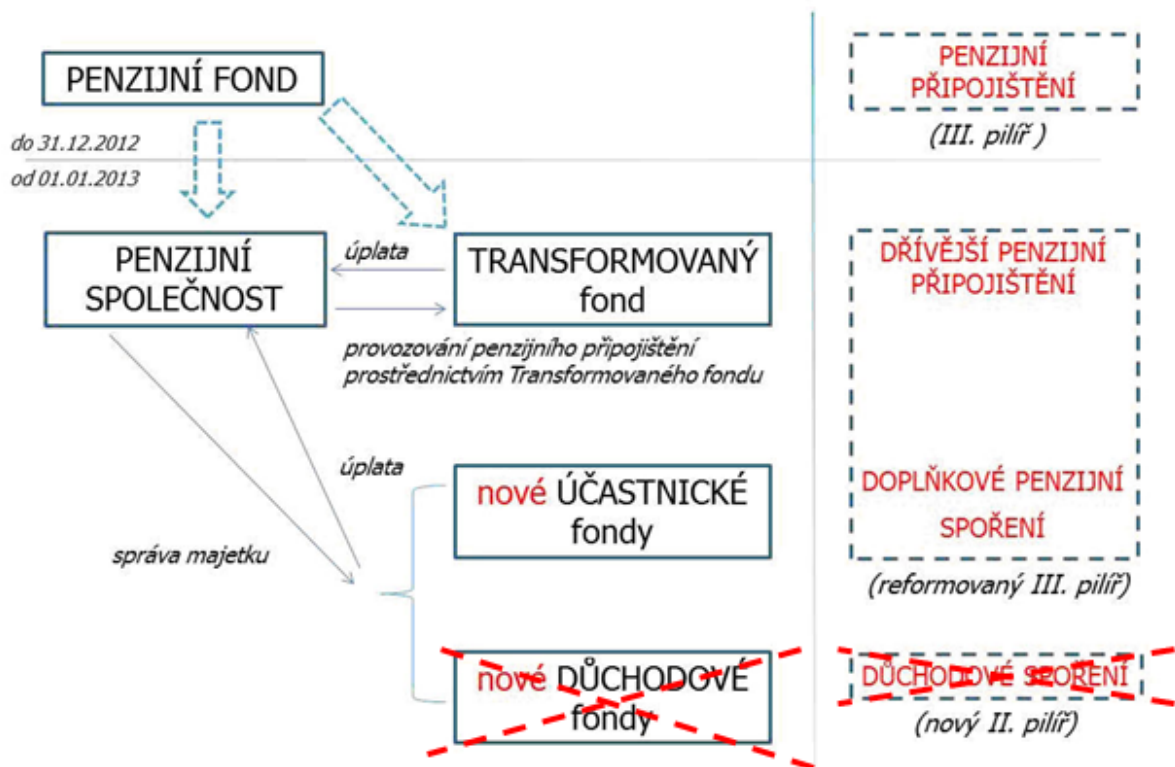 PENZIJNÍ FOND
PENZIJNÍ
PŘIPOJIŠTĚNÍ
(III. pilíř )
do 31.12.2012
od 01.01.2013
PENZIJNÍ
SPOLEČNOST
úplata
TRANSFORMOVANÝ
fond
DŘÍVĚJŠÍ PENZIJNÍ
PŘIPOJIŠTĚNÍ
provozování penzijního připojištění
prostřednictvím Transformovaného fondu
úplata
nové ÚČASTNICKÉ
fondy
DOPLŇKOVÉ PENZIJNÍ
SPOŘENÍ
správa majetku
(reformovaný III. pilíř)
nové DŮCHODOVÉ
fondy
DŮCHODOVÉ SPOŘENÍ
(nový II. pilíř)